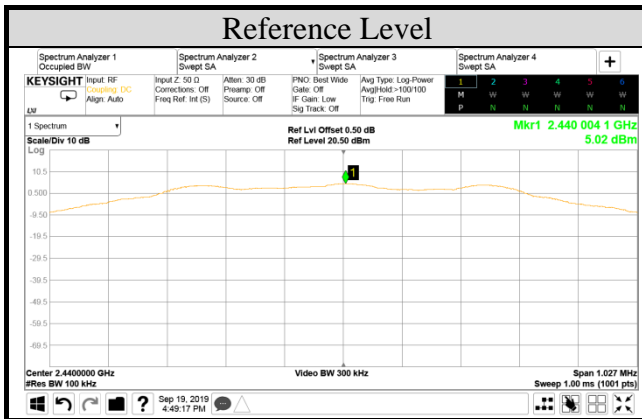 Reference Level
Spectrum Analyzer 1
Occupied BW
Spectrum Analyzer 2
Swept SA
Spectrum Analyzer 3
Swept SA
Spectrum Analyzer 4
Swept SA
KEYSIGHT
Input: RF
Coupling: DC
Align: Auto
Input Z: 50 Ω
Corrections: Off
Freq Ref: Int (S)
Atten: 30 dB
Preamp: Off
Source: Off
PNO: Best Wide
Gate: Off
IF Gain: Low
Sig Track: Off
Avg Type: Log-Power
Avg|Hold:>100/100
Trig: Free Run
1 2 3 4 5 6
M W W W W W
P N N N N N
LXI
1 Spectrum
Scale/Div 10 dB
Ref Lvl Offset 0.50 dB
Ref Level 20.50 dBm
Mkr1 2.440 004 1 GHz
5.02 dBm
Log
1
10.5
0.500
-9.50
-19.5
-29.5
-39.5
-49.5
-59.5
-69.5
Center 2.4400000 GHz
#Res BW 100 kHz
Video BW 300 kHz
Span 1.027 MHz
Sweep 1.00 ms (1001 pts)
?
Sep 19, 2019
4:49:17 PM